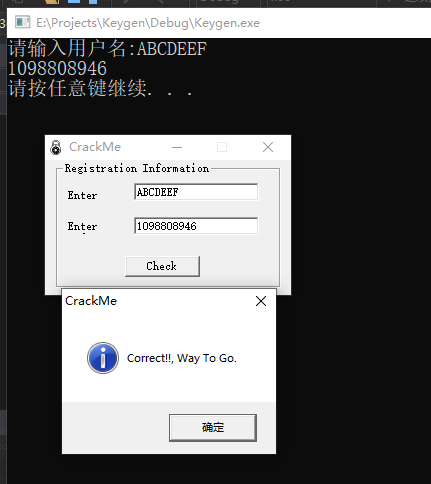 E:\Projects\Keygen\Debug\Keygen.exe
请输入用户名:ABCDEEF
1098808946
请按任意键继续. . .
CrackMe
Registration Information
Enter
ABCDEEF
Enter
1098808946
Check
CrackMe
Correct!!, Way To Go.
确定